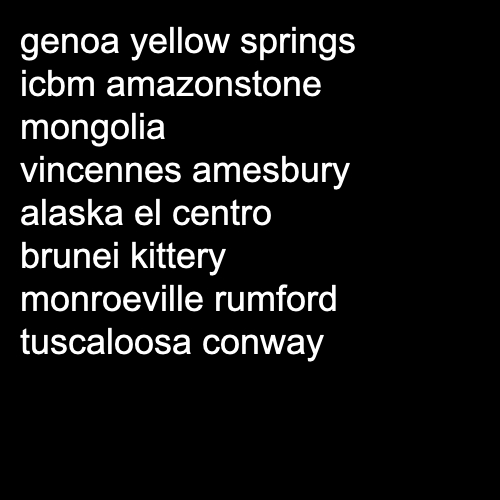 genoa yellow springs
icbm amazonstone
mongolia
vincennes amesbury
alaska el centro
brunei kittery
monroeville rumford
tuscaloosa conway